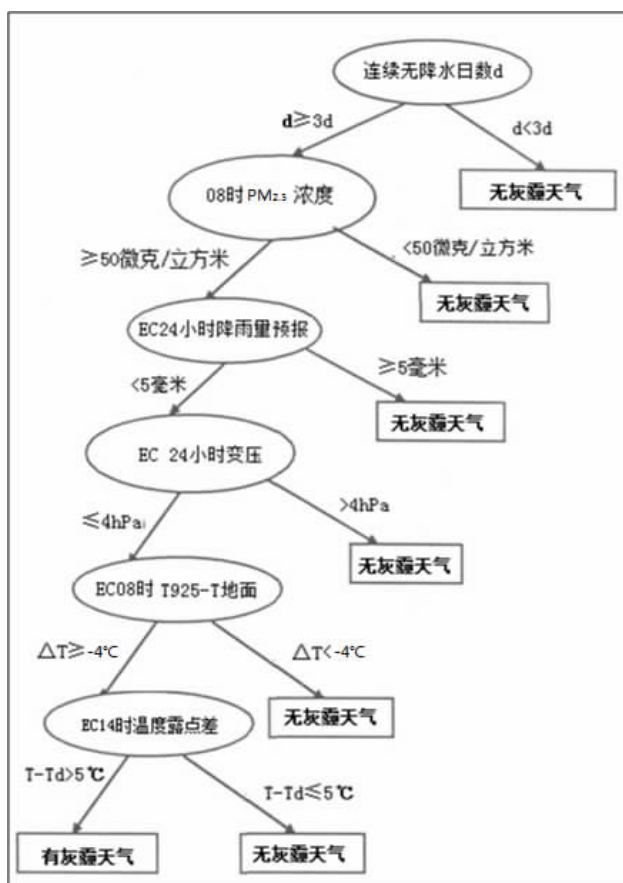 连续无降水日数d
d≥3d
d<3d
无灰霾天气
08时 PM₂.₅ 浓度
≥50微克/立方米
<50微克/立方米
无灰霾天气
EC24小时降雨量预报
<5毫米
≥5毫米
无灰霾天气
EC 24小时变压
≤4hPa
>4hPa
无灰霾天气
EC08时 T925-T地面
△T≥-4℃
△T<-4℃
无灰霾天气
EC14时温度露点差
T-Td>5℃
T-Td≤5℃
有灰霾天气
无灰霾天气